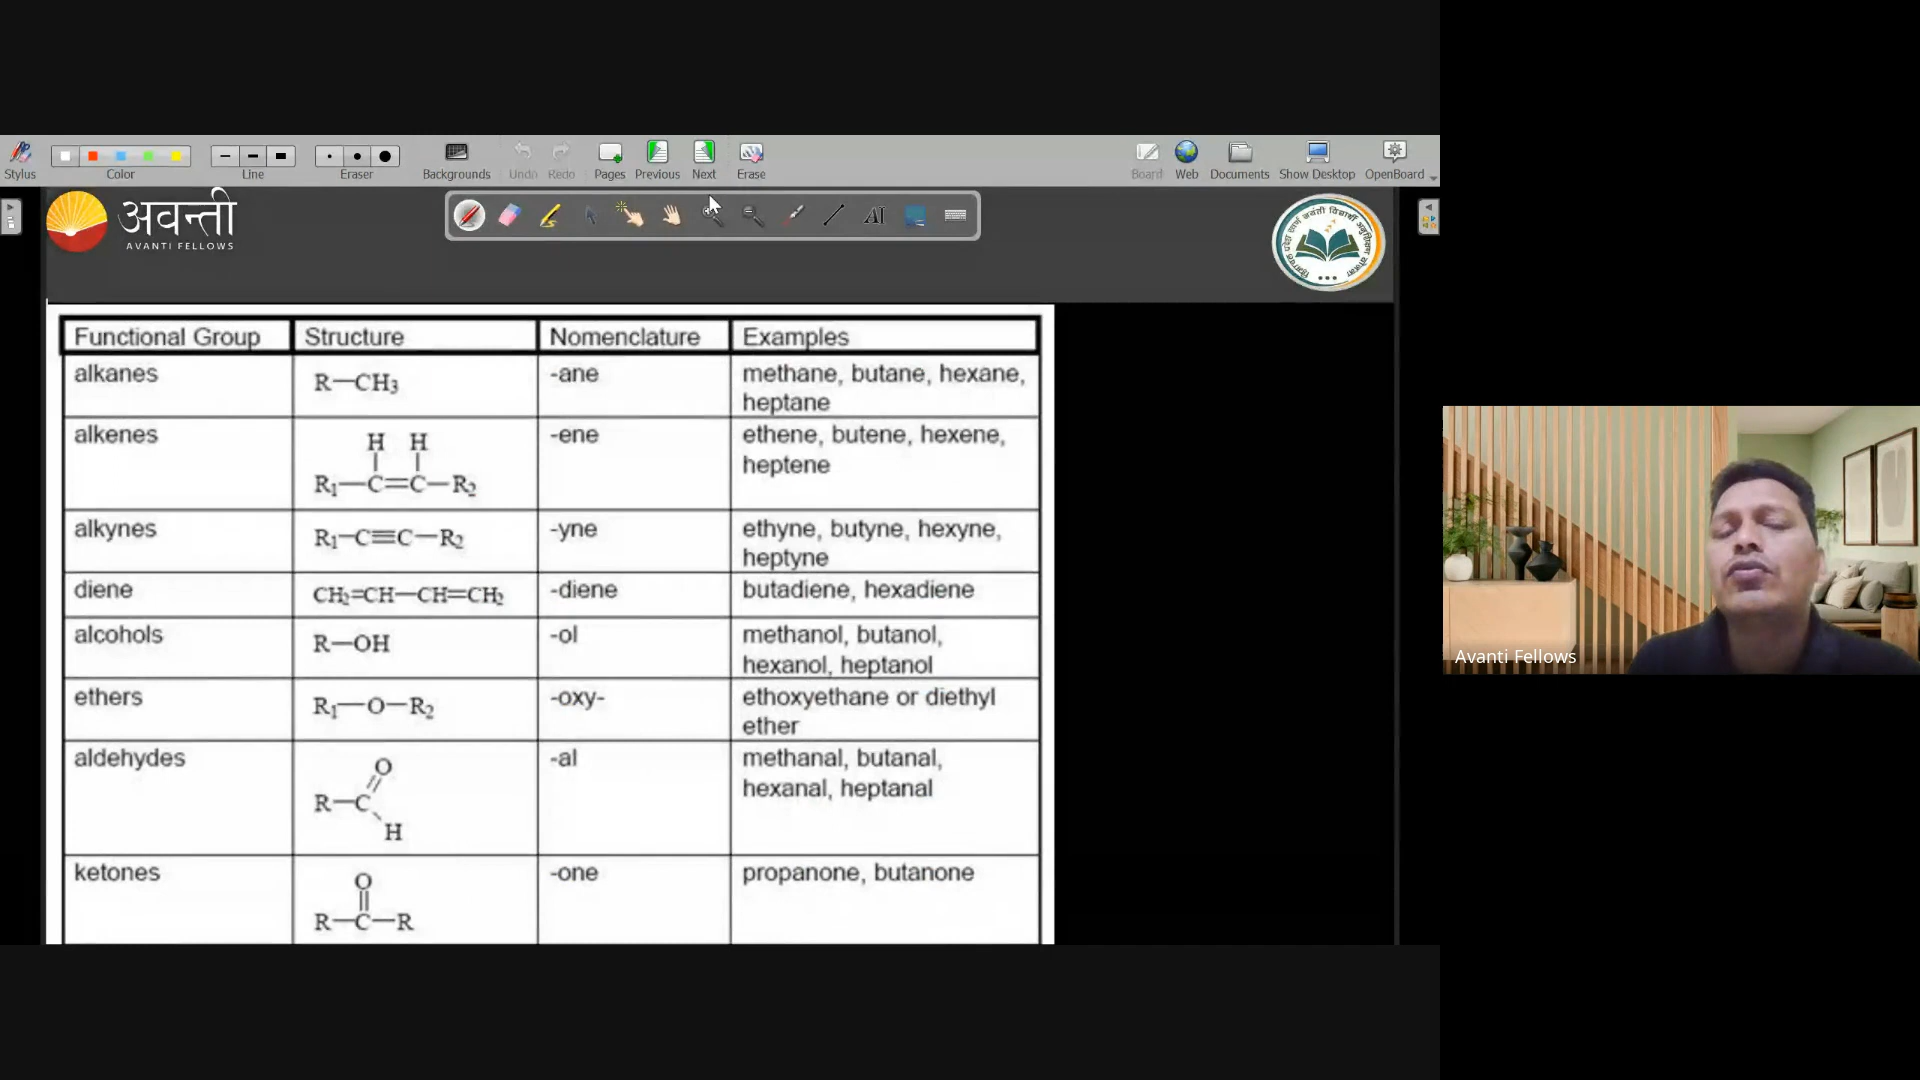 Stylus
Color
Line
Eraser
Backgrounds
Undo
Redo
Pages
Previous
Next
Erase
Board
Web
Documents
Show Desktop
OpenBoard
अवन्ती
AVANTI FELLOWS
Functional Group Structure Nomenclature Examples
alkanes R—CH3 -ane methane, butane, hexane,
heptane
alkenes H H -ene ethene, butene, hexene,
heptene
R1—C=C—R2
alkynes R1—C≡C—R2 -yne ethyne, butyne, hexyne,
heptyne
diene CH2=CH—CH=CH2 -diene butadiene, hexadiene
alcohols R—OH -ol methanol, butanol,
hexanol, heptanol
ethers R1—O—R2 -oxy- ethoxyethane or diethyl
ether
aldehydes O -al methanal, butanal,
R—C hexanal, heptanal
H
ketones O -one propanone, butanone
R—C—R
Avanti Fellows